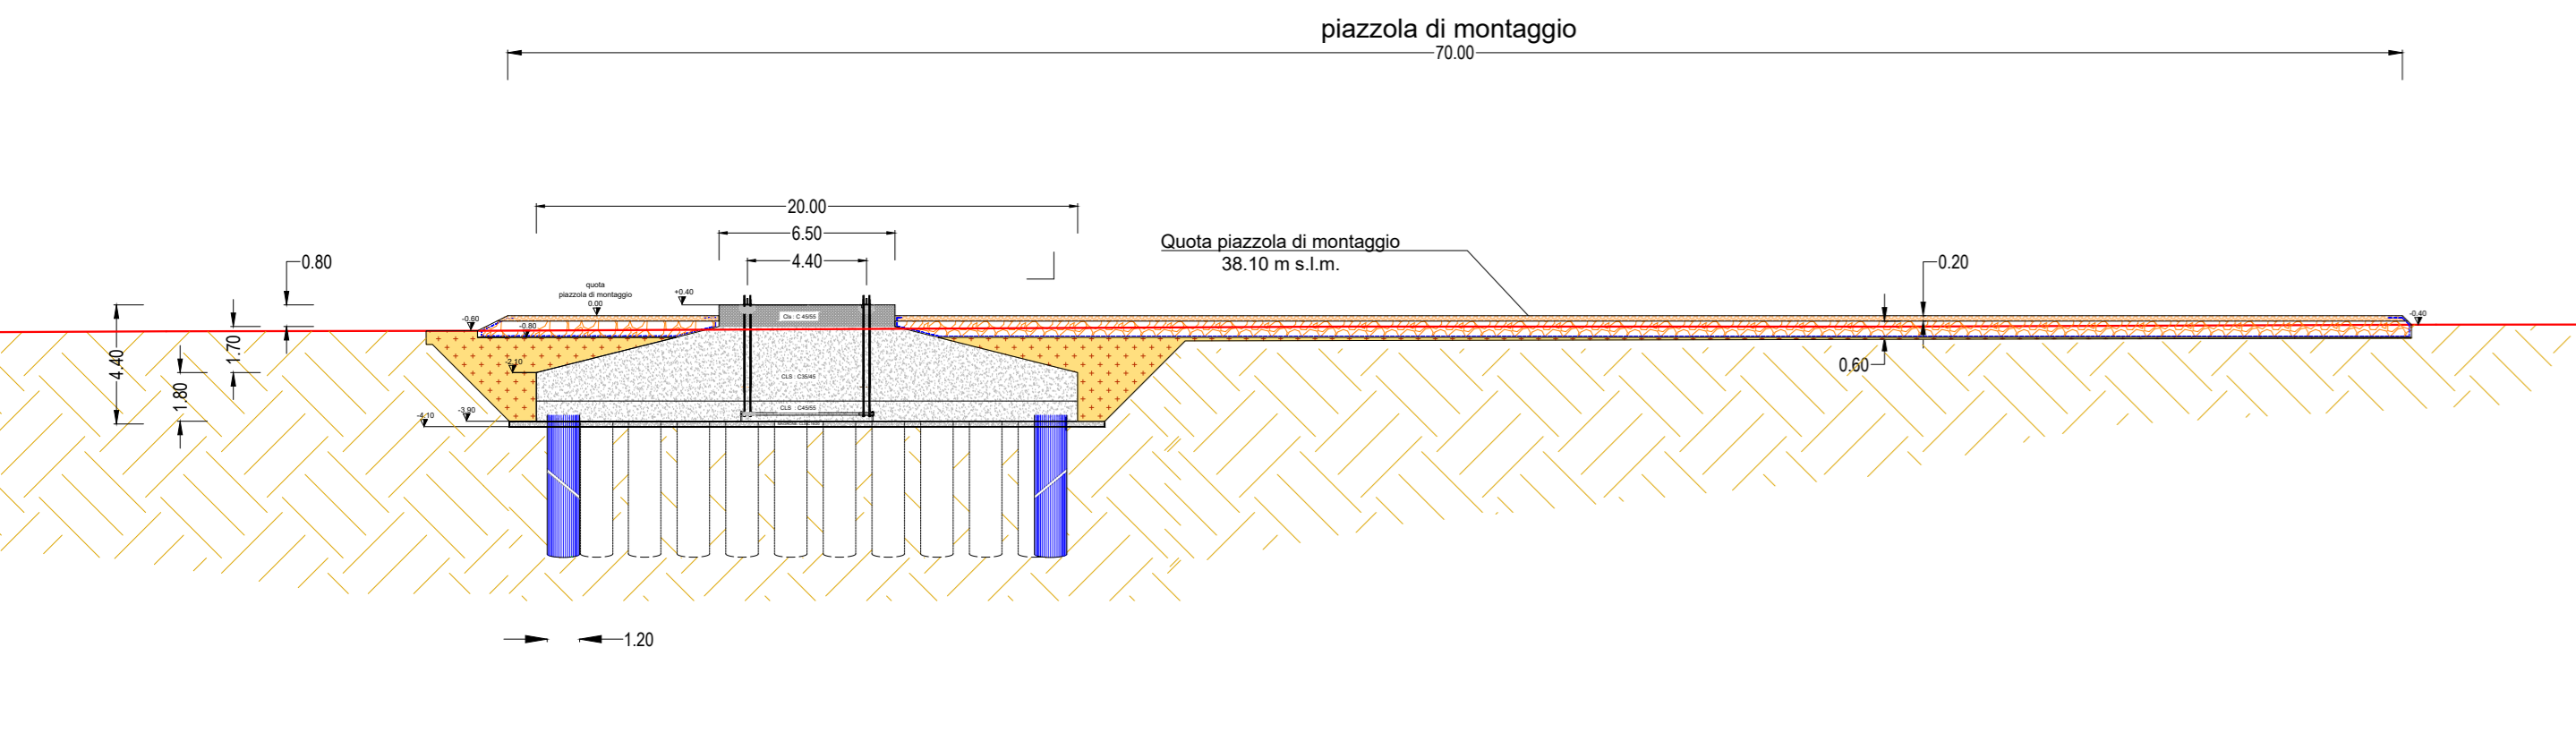 piazzola di montaggio
70.00
20.00
6.50
4.40
0.80
Quota piazzola di montaggio
38.10 m s.l.m.
0.20
quota
piazzola di montaggio
0.00
+0.40
-0.60
-0.80
Cls : C 45/55
-0.40
4.40
1.70
1.80
0.60
-2.10
CLS : C35/45
CLS : C45/55
-3.90
-4.10
1.20